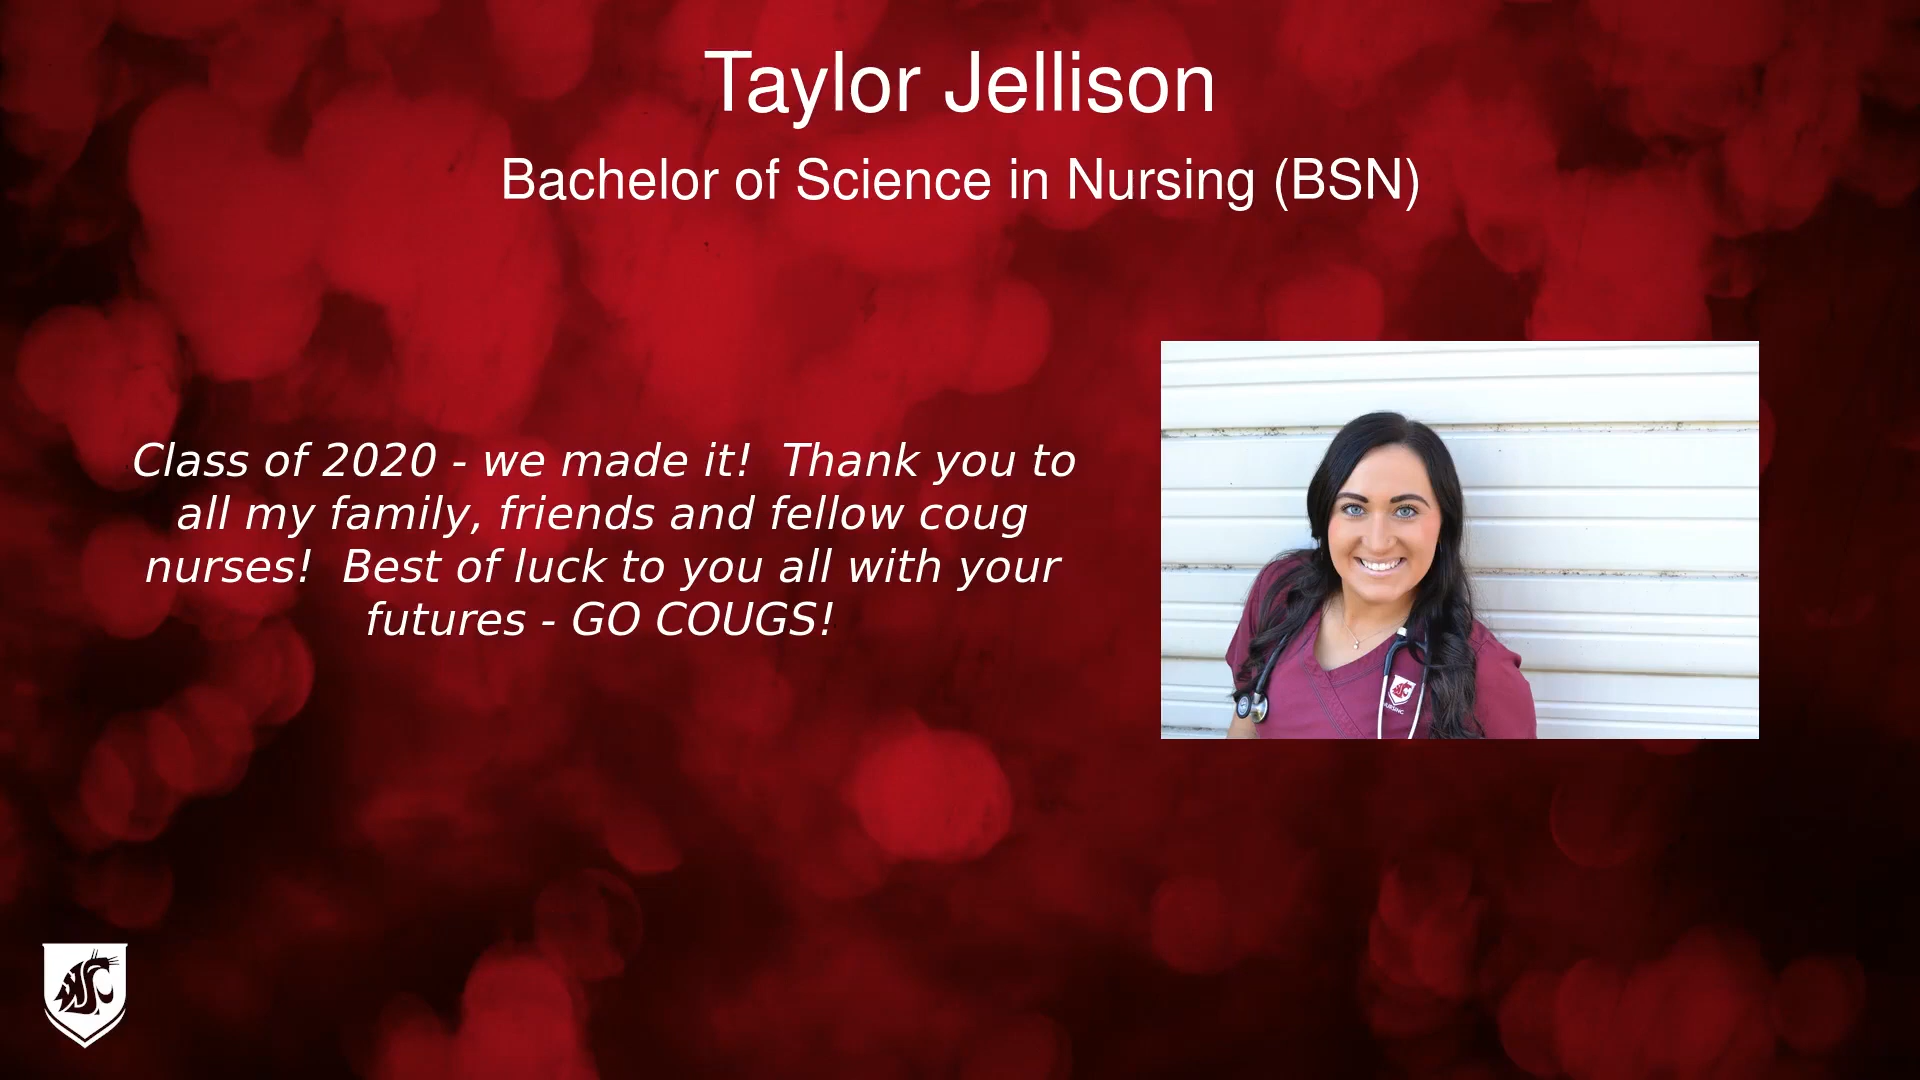 Taylor Jellison
Bachelor of Science in Nursing (BSN)
Class of 2020 - we made it!  Thank you to
all my family, friends and fellow coug
nurses!  Best of luck to you all with your
futures - GO COUGS!
NURSING